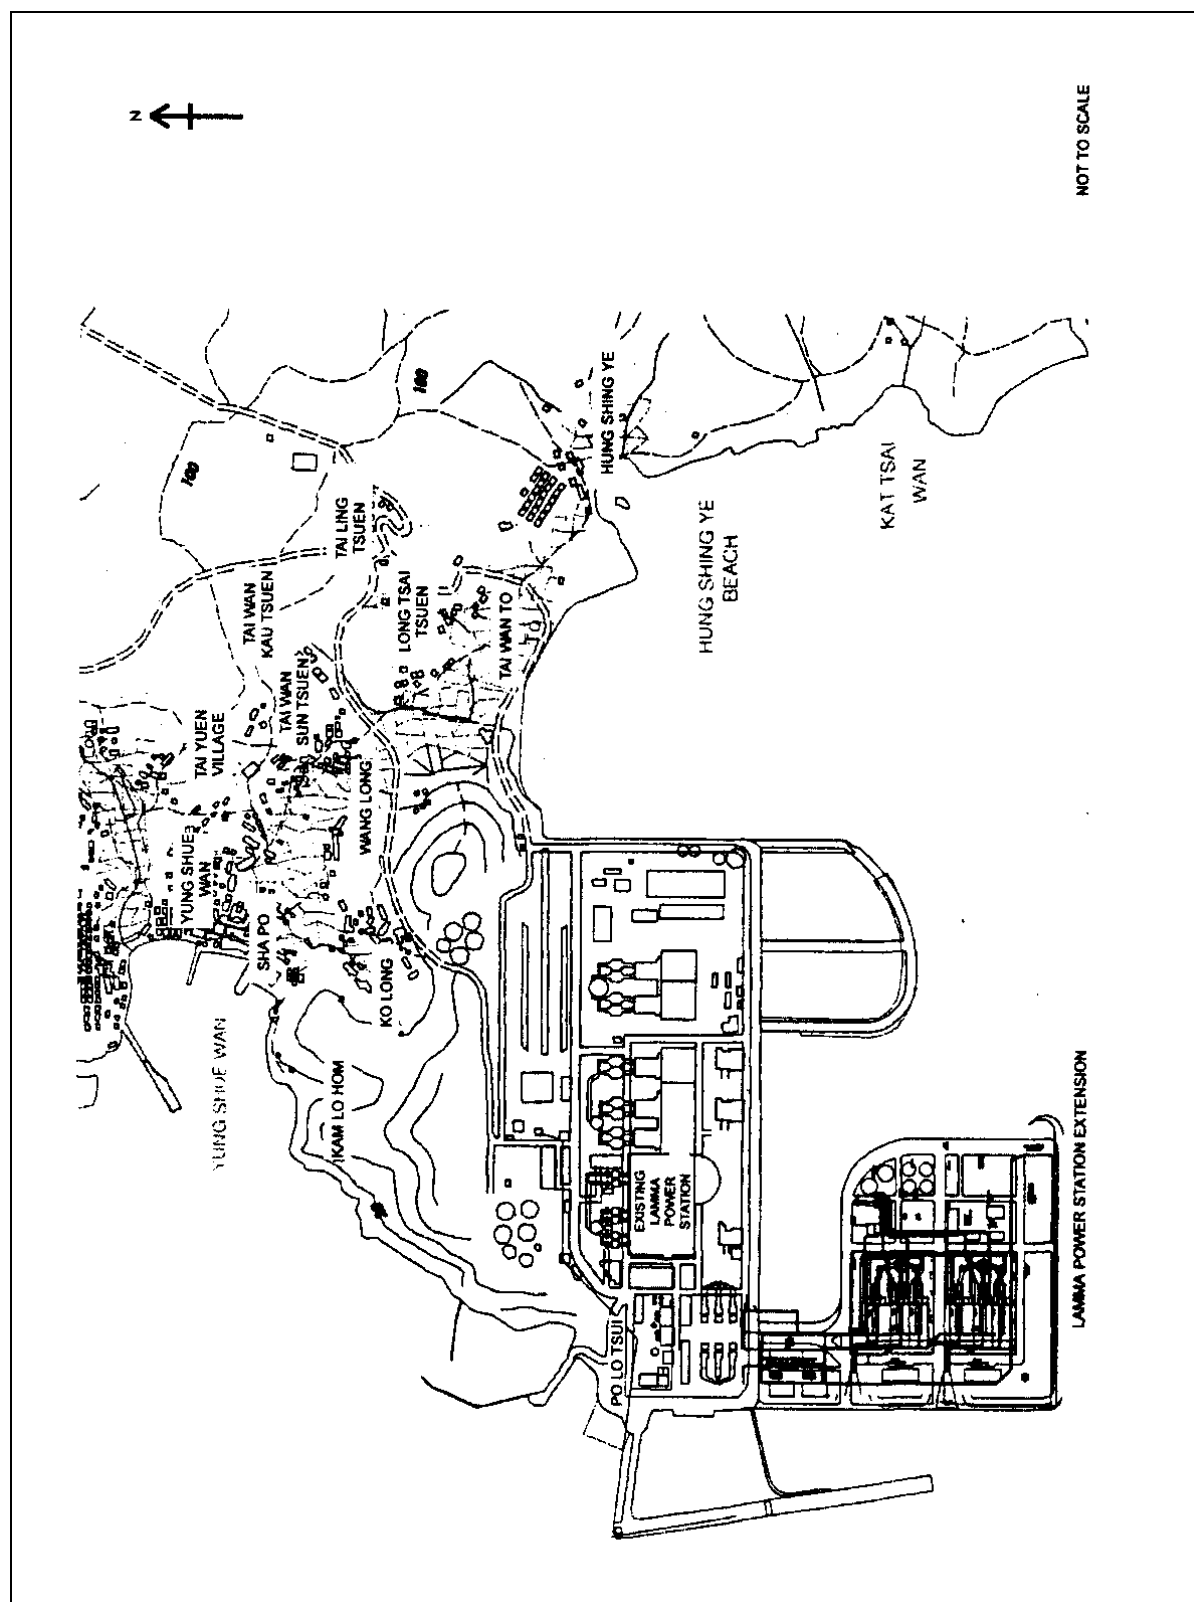 N
YUNG SHUE
WAN
100
TAI YUEN
VILLAGE
YUNG SHUE WAN
TAI WAN
KAU TSUEN
SHA PO
TAI WAN
SUN TSUEN
KAM LO HOM
TAI LING
TSUEN
WANG LONG
KO LONG
LONG TSAI
TSUEN
100
TAI WAN TO
HUNG SHING YE
PO LO TSUI
EXISTING
LAMMA
POWER
STATION
HUNG SHING YE
BEACH
KAT TSAI
WAN
LAMMA POWER STATION EXTENSION
NOT TO SCALE